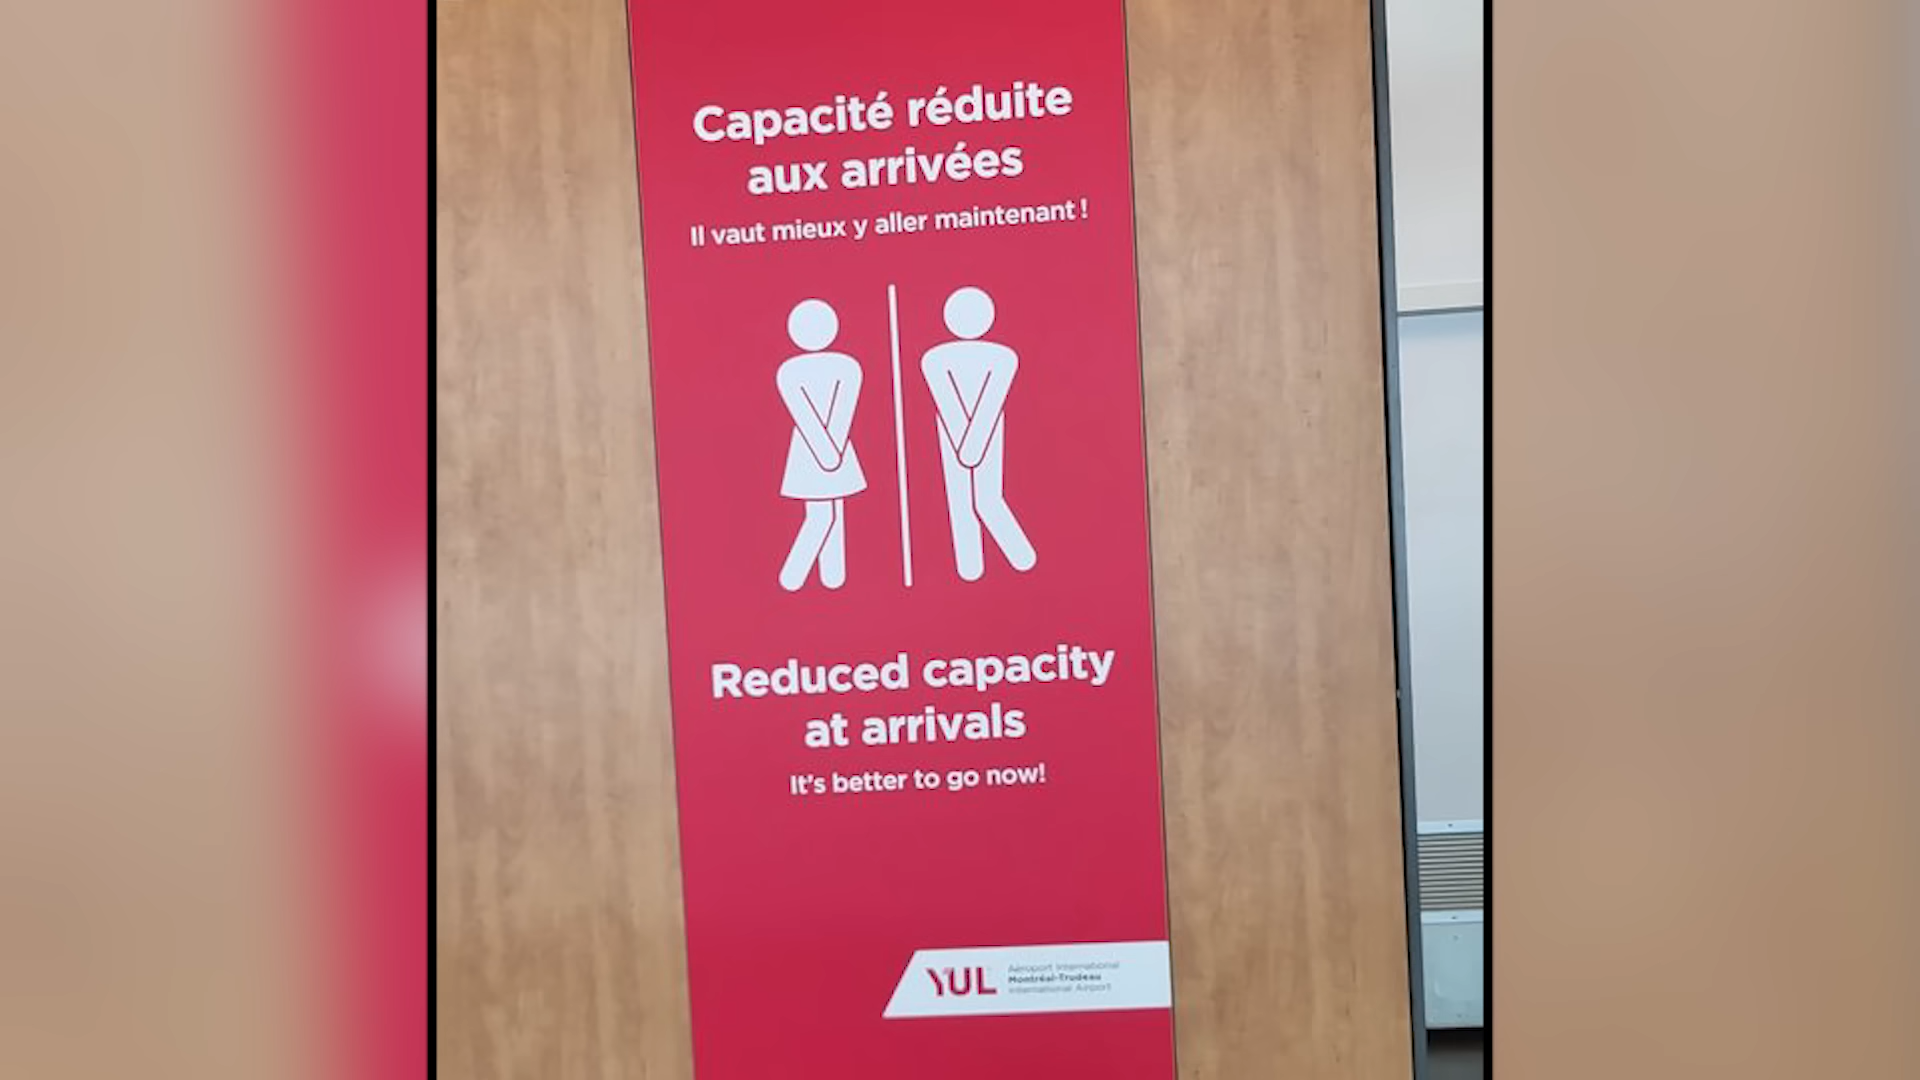 Capacité réduite
aux arrivées
Il vaut mieux y aller maintenant !
Reduced capacity
at arrivals
It's better to go now!
YUL
Aéroport International
Montréal-Trudeau
International Airport